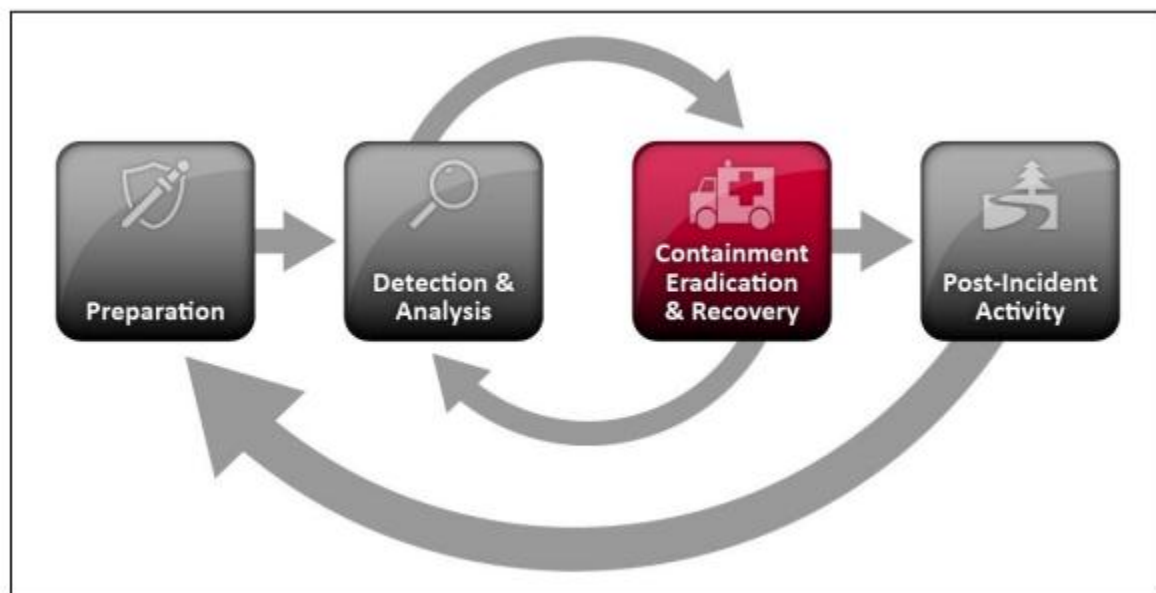 Preparation
Detection &
Analysis
Containment
Eradication
& Recovery
Post-Incident
Activity